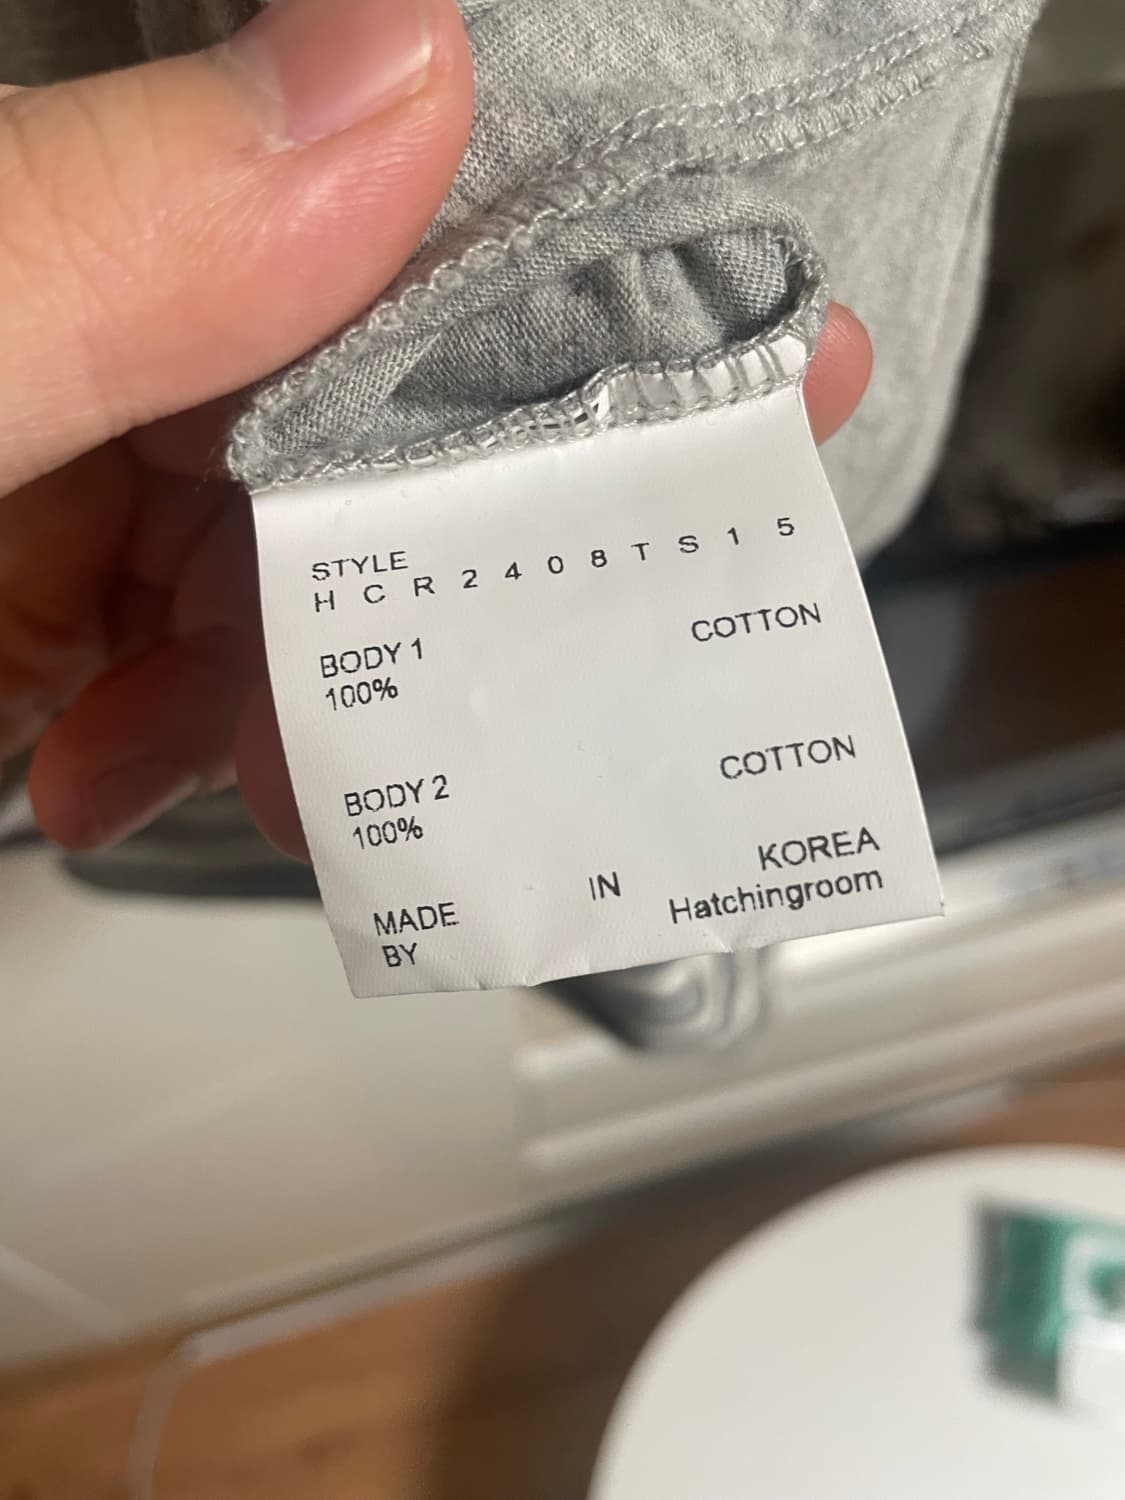 STYLE
H C R 2 4 0 8 T S 1 5
BODY 1 COTTON
100%
BODY 2 COTTON
100%
MADE IN KOREA
BY Hatchingroom